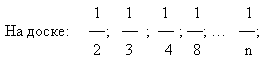 На доске: 1/2; 1/3 ; 1/4 ; 1/8; ... 1/n;